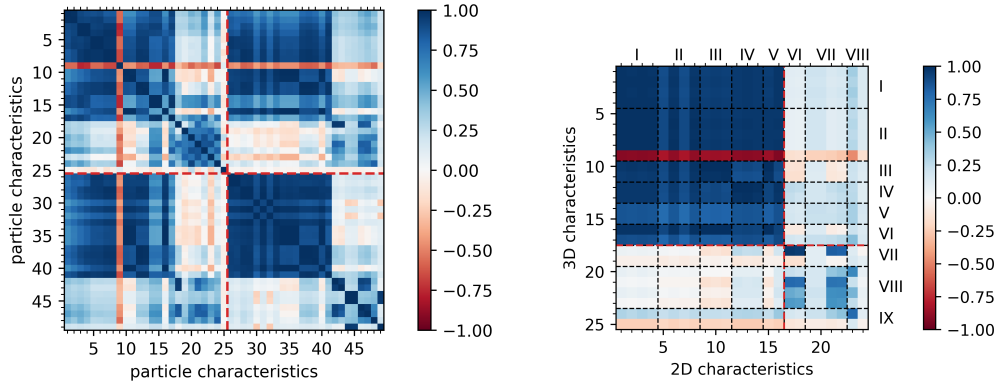 5
10
15
20
25
30
35
40
45
particle characteristics
5 10 15 20 25 30 35 40 45
particle characteristics
1.00
0.75
0.50
0.25
0.00
−0.25
−0.50
−0.75
−1.00
I II III IV V VI VII VIII
5
10
15
20
25
3D characteristics
I
II
III
IV
V
VI
VII
VIII
IX
5 10 15 20
2D characteristics
1.00
0.75
0.50
0.25
0.00
−0.25
−0.50
−0.75
−1.00